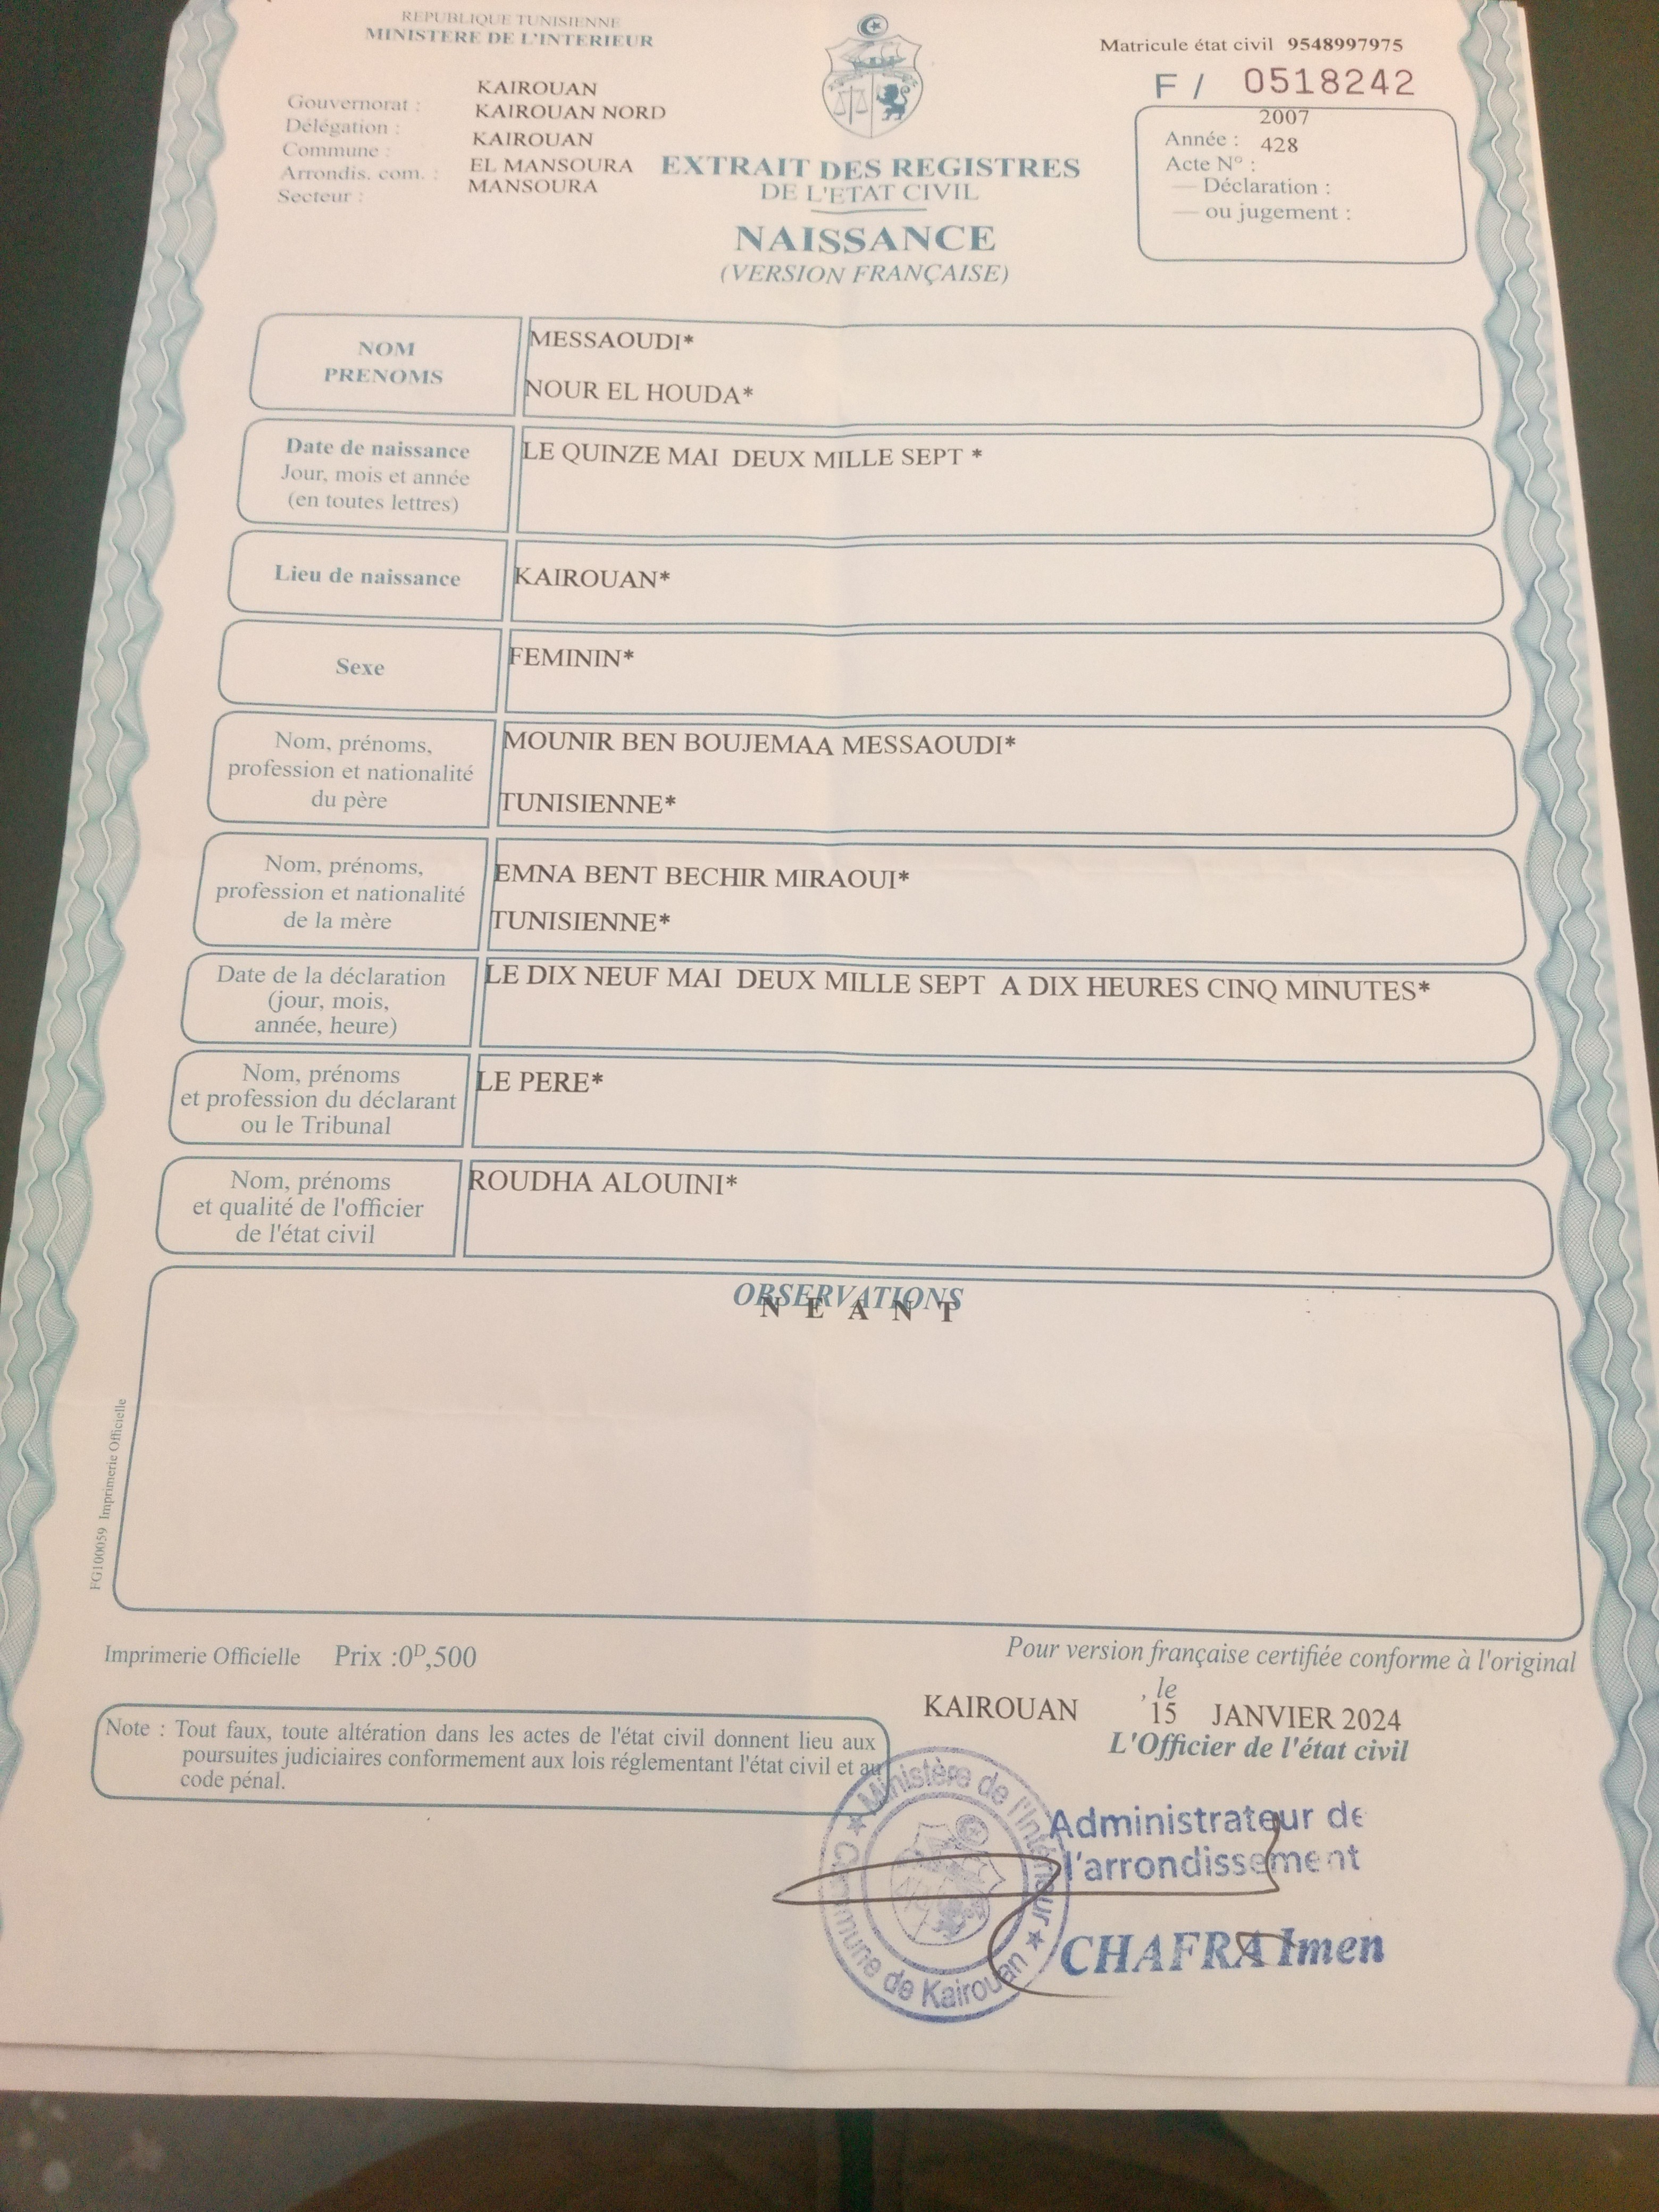 REPUBLIQUE TUNISIENNE
MINISTERE DE L'INTERIEUR
Gouvernorat : KAIROUAN
Délégation : KAIROUAN NORD
Commune : KAIROUAN
Arrondis. com. : EL MANSOURA
Secteur : MANSOURA
Matricule état civil 9548997975
F / 0518242
2007
Année :
428
Acte N° :
— Déclaration :
— ou jugement :
EXTRAIT DES REGISTRES
DE L'ETAT CIVIL
NAISSANCE
(VERSION FRANÇAISE)
NOM
PRENOMS
MESSAOUDI*
NOUR EL HOUDA*
Date de naissance
Jour, mois et année
(en toutes lettres)
LE QUINZE MAI DEUX MILLE SEPT *
Lieu de naissance
KAIROUAN*
Sexe
FEMININ*
Nom, prénoms,
profession et nationalité
du père
MOUNIR BEN BOUJEMAA MESSAOUDI*
TUNISIENNE*
Nom, prénoms,
profession et nationalité
de la mère
EMNA BENT BECHIR MIRAOUI*
TUNISIENNE*
Date de la déclaration
(jour, mois,
année, heure)
LE DIX NEUF MAI DEUX MILLE SEPT A DIX HEURES CINQ MINUTES*
Nom, prénoms
et profession du déclarant
ou le Tribunal
LE PERE*
Nom, prénoms
et qualité de l'officier
de l'état civil
ROUDHA ALOUINI*
OBSERVATIONS
N E A N T
FG100059 Imprimerie Officielle
Imprimerie Officielle Prix :0ᴰ,500
Pour version française certifiée conforme à l'original
KAIROUAN , le 15 JANVIER 2024
L'Officier de l'état civil
Note : Tout faux, toute altération dans les actes de l'état civil donnent lieu aux
poursuites judiciaires conformement aux lois réglementant l'état civil et au
code pénal.
Ministère de l'Intérieur
Commune de Kairouan
Administrateur de
l'arrondissement
CHAFRA Imen